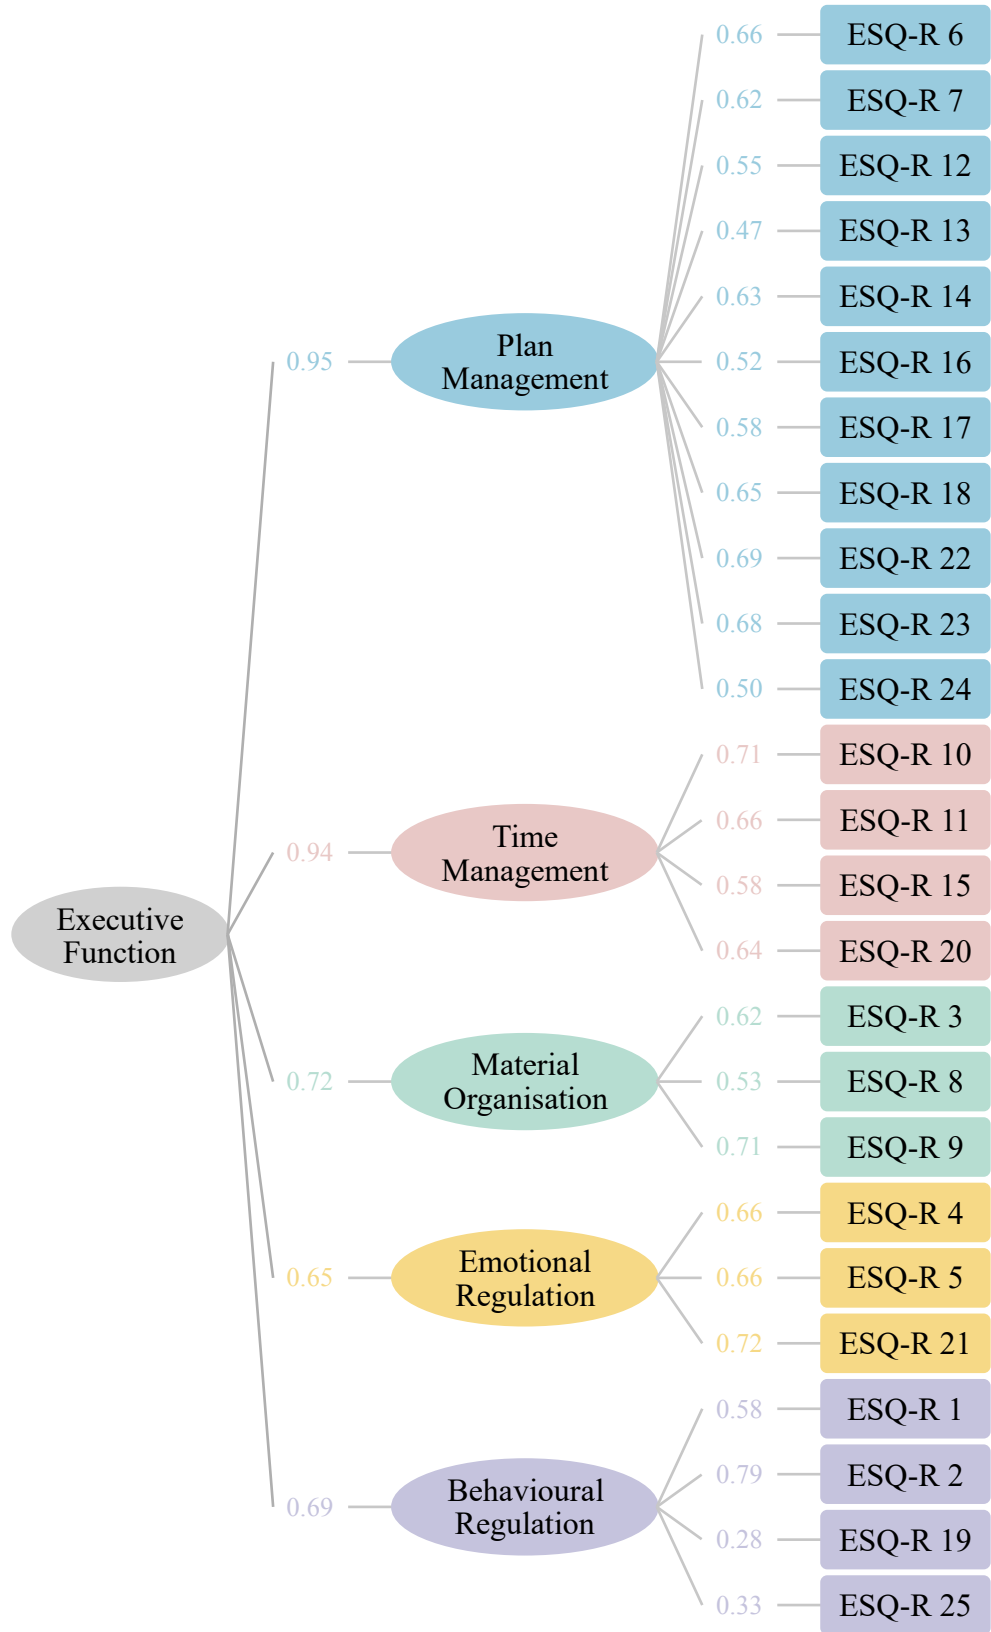 0.66 ESQ-R 6
0.62 ESQ-R 7
0.55 ESQ-R 12
0.47 ESQ-R 13
0.63 ESQ-R 14
0.95
Plan
Management
0.52 ESQ-R 16
0.58 ESQ-R 17
0.65 ESQ-R 18
0.69 ESQ-R 22
0.68 ESQ-R 23
0.50 ESQ-R 24
0.71 ESQ-R 10
0.66 ESQ-R 11
0.94
Time
Management
0.58 ESQ-R 15
0.64 ESQ-R 20
Executive
Function
0.62 ESQ-R 3
0.72
Material
Organisation
0.53 ESQ-R 8
0.71 ESQ-R 9
0.66 ESQ-R 4
0.65
Emotional
Regulation
0.66 ESQ-R 5
0.72 ESQ-R 21
0.58 ESQ-R 1
0.79 ESQ-R 2
0.69
Behavioural
Regulation
0.28 ESQ-R 19
0.33 ESQ-R 25